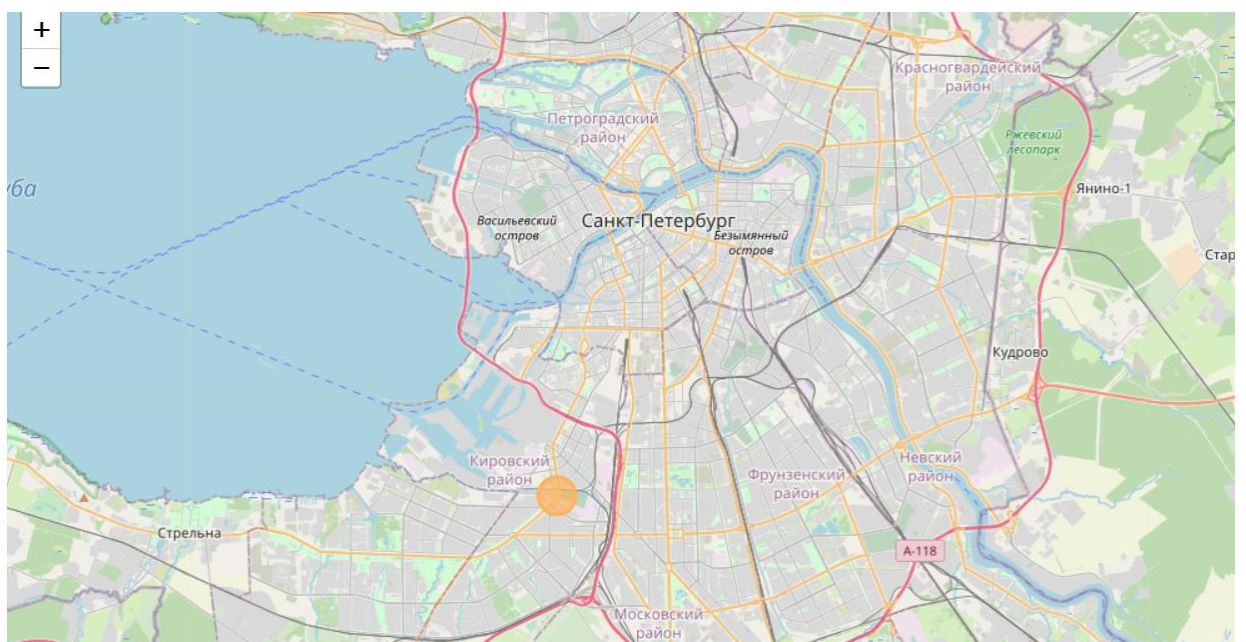 +
−
Красногвардейский
район
Петроградский
район
Ржевский
лесопарк
уба
Янино-1
Васильевский
остров
Санкт-Петербург
Безымянный
остров
Стар
Кудрово
Кировский
район
Невский
район
Фрунзенский
район
Стрельна
А-118
Московский
район